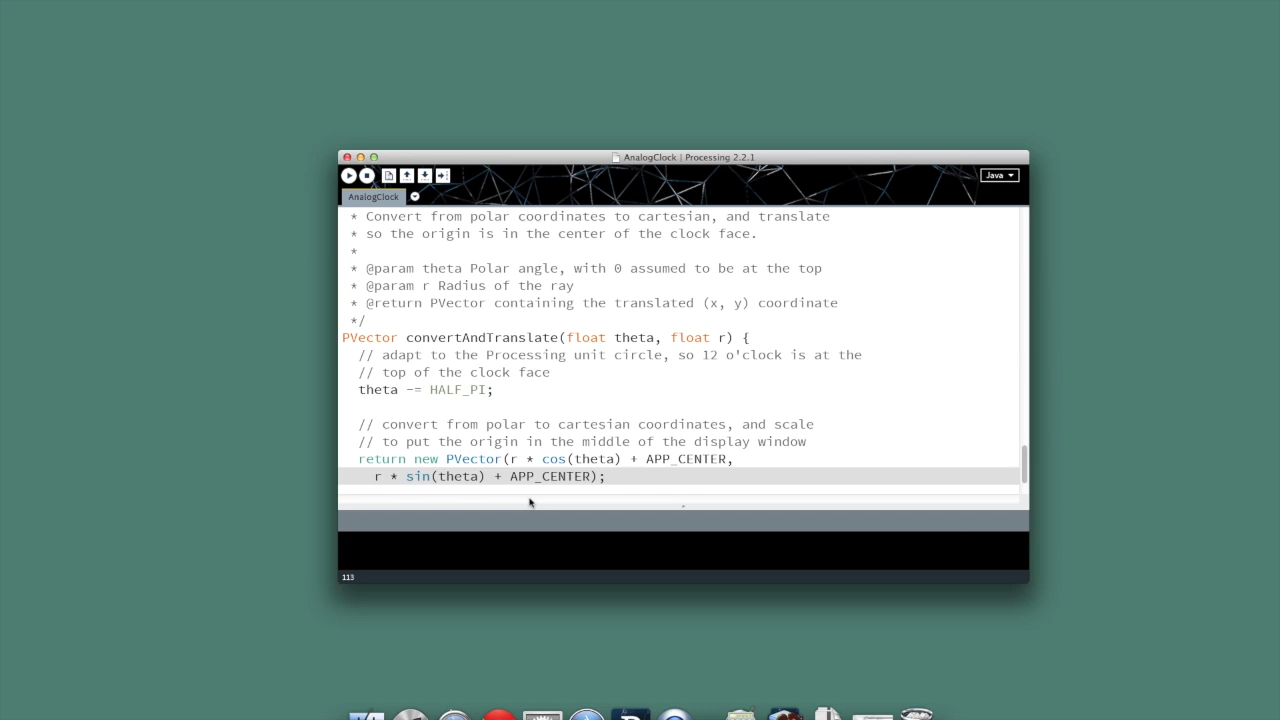 AnalogClock | Processing 2.2.1
Java
AnalogClock
* Convert from polar coordinates to cartesian, and translate
* so the origin is in the center of the clock face.
*
* @param theta Polar angle, with 0 assumed to be at the top
* @param r Radius of the ray
* @return PVector containing the translated (x, y) coordinate
*/
PVector convertAndTranslate(float theta, float r) {
// adapt to the Processing unit circle, so 12 o'clock is at the
// top of the clock face
theta -= HALF_PI;
// convert from polar to cartesian coordinates, and scale
// to put the origin in the middle of the display window
return new PVector(r * cos(theta) + APP_CENTER,
r * sin(theta) + APP_CENTER);
113